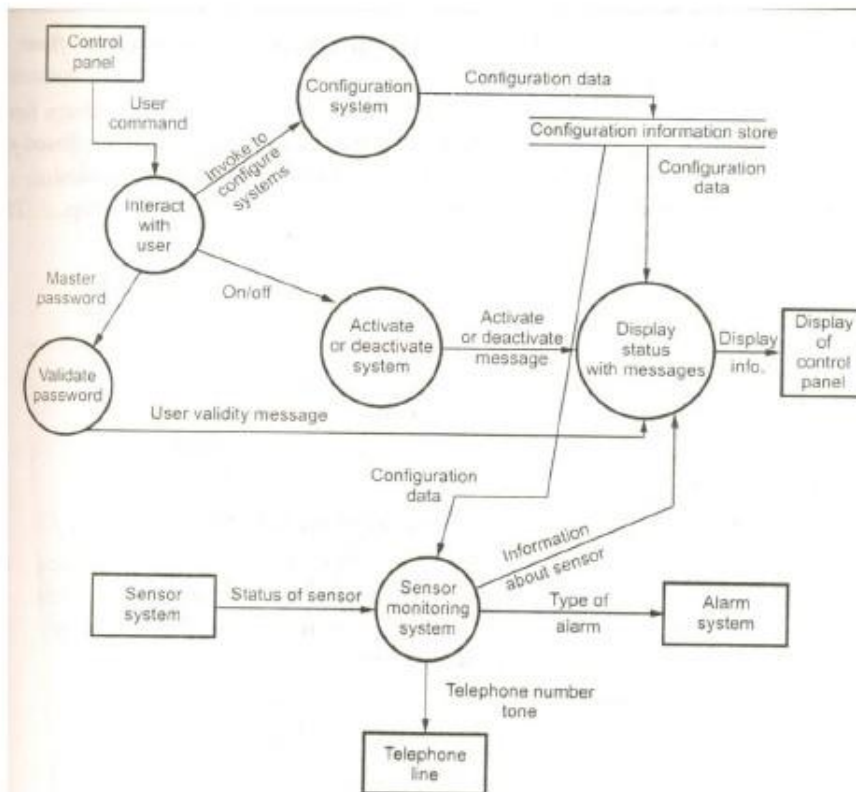 Control
panel
User
command
Configuration
system
Configuration data
Configuration information store
Invoke to
configure
systems
Configuration
data
Interact
with
user
Master
password
On/off
Activate
or deactivate
system
Activate
or deactivate
message
Display
status
with messages
Display
info.
Display
of
control
panel
Validate
password
User validity message
Configuration
data
Information
about sensor
Sensor
system
Status of sensor
Sensor
monitoring
system
Type of
alarm
Alarm
system
Telephone number
tone
Telephone
line